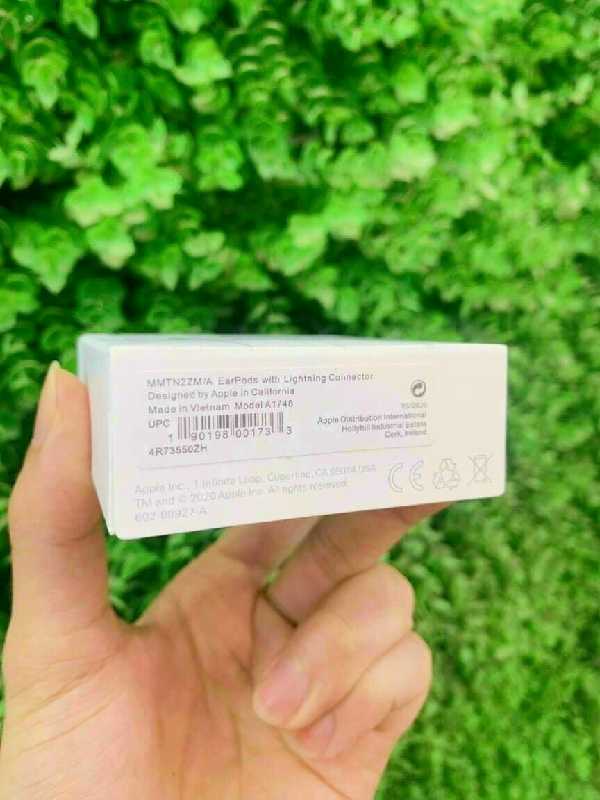 MMTN2ZM/A EarPods with Lightning Connector
Designed by Apple in California
Made in Vietnam Model A1748
UPC
1 90198 00173 3
4R73550ZH
Apple Distribution International
Hollyhill Industrial Estate
Cork, Ireland
Apple Inc., 1 Infinite Loop, Cupertino, CA 95014 USA
TM and © 2020 Apple Inc. All rights reserved.
602-00927-A
CE